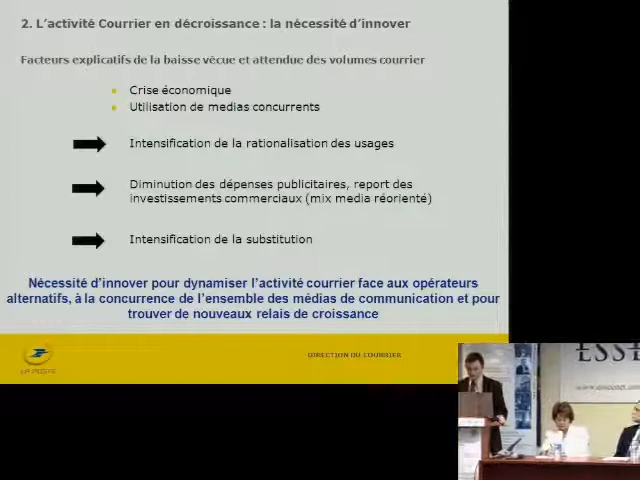 2. L’activité Courrier en décroissance : la nécessité d’innover
Facteurs explicatifs de la baisse vécue et attendue des volumes courrier
Crise économique
Utilisation de medias concurrents
Intensification de la rationalisation des usages
Diminution des dépenses publicitaires, report des
investissements commerciaux (mix media réorienté)
Intensification de la substitution
Nécessité d’innover pour dynamiser l’activité courrier face aux opérateurs
alternatifs, à la concurrence de l’ensemble des médias de communication et pour
trouver de nouveaux relais de croissance
LA POSTE
DIRECTION DU COURRIER